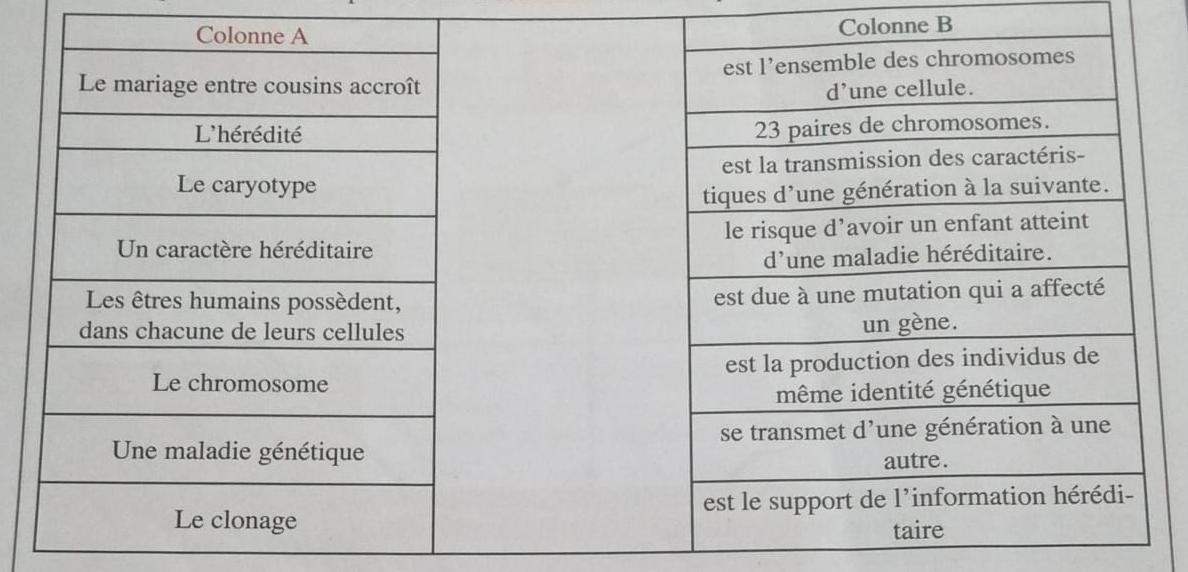 Colonne A
Le mariage entre cousins accroît
L'hérédité
Le caryotype
Un caractère héréditaire
Les êtres humains possèdent,
dans chacune de leurs cellules
Le chromosome
Une maladie génétique
Le clonage
Colonne B
est l'ensemble des chromosomes
d'une cellule.
23 paires de chromosomes.
est la transmission des caractéris-
tiques d'une génération à la suivante.
le risque d'avoir un enfant atteint
d'une maladie héréditaire.
est due à une mutation qui a affecté
un gène.
est la production des individus de
même identité génétique
se transmet d'une génération à une
autre.
est le support de l'information hérédi-
taire